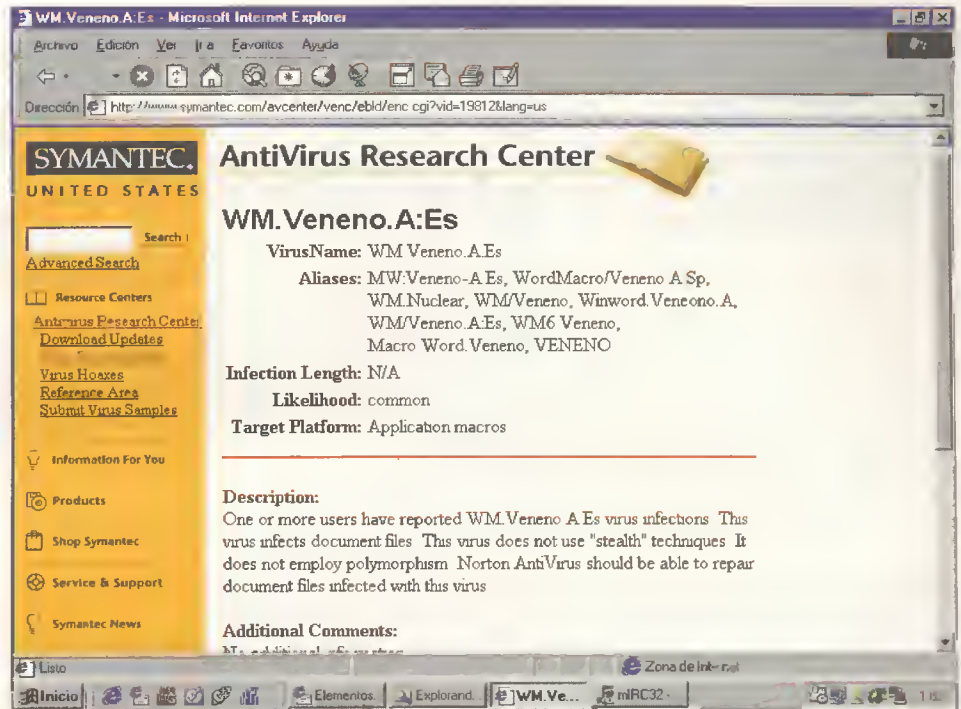 WM.Veneno.A:Es - Microsoft Internet Explorer
Archivo Edición Ver Ir a Favoritos Ayuda
Dirección http://www.symantec.com/avcenter/venc/ebld/enc cgi?vid=19812&lang=us
SYMANTEC.
UNITED STATES
Search
Advanced Search
Resource Centers
Antivirus Research Center
Download Updates
Virus Hoaxes
Reference Area
Submit Virus Samples
Information For You
Products
Shop Symantec
Service & Support
Symantec News
AntiVirus Research Center
WM.Veneno.A:Es
VirusName: WM Veneno.A.Es
Aliases: MW:Veneno-A Es, WordMacro/Veneno A Sp,
WM.Nuclear, WM/Veneno, Winword.Veneono.A,
WM/Veneno.A:Es, WM6 Veneno,
Macro Word.Veneno, VENENO
Infection Length: N/A
Likelihood: common
Target Platform: Application macros
Description:
One or more users have reported WM.Veneno A Es virus infections This
virus infects document files This virus does not use "stealth" techniques It
does not employ polymorphism Norton AntiVirus should be able to repair
document files infected with this virus
Additional Comments:
Listo
Zona de Internet
Inicio
Elementos.
Explorand.
WM.Ve...
mIRC32 -